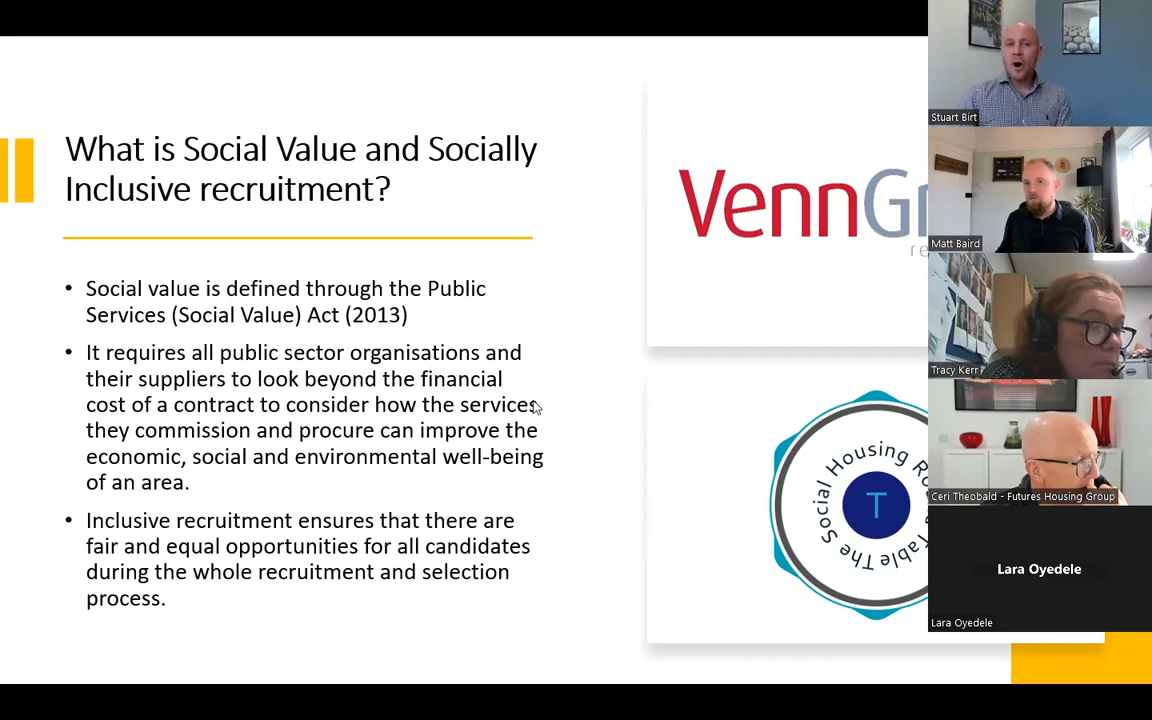 What is Social Value and Socially
Inclusive recruitment?
• Social value is defined through the Public
Services (Social Value) Act (2013)
• It requires all public sector organisations and
their suppliers to look beyond the financial
cost of a contract to consider how the services
they commission and procure can improve the
economic, social and environmental well-being
of an area.
• Inclusive recruitment ensures that there are
fair and equal opportunities for all candidates
during the whole recruitment and selection
process.
VennGr
re
The Social Housing Ro
Table
T
Stuart Birt
Matt Baird
Tracy Kerr
Ceri Theobald - Futures Housing Group
Lara Oyedele
Lara Oyedele